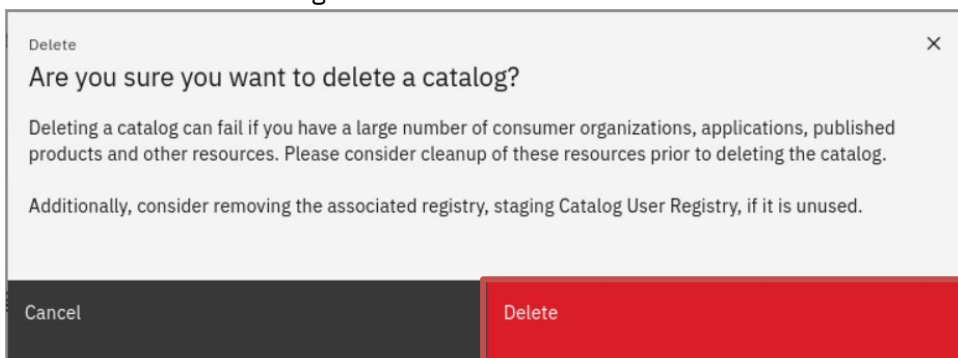 Delete
Are you sure you want to delete a catalog?
Deleting a catalog can fail if you have a large number of consumer organizations, applications, published
products and other resources. Please consider cleanup of these resources prior to deleting the catalog.
Additionally, consider removing the associated registry, staging Catalog User Registry, if it is unused.
Cancel
Delete